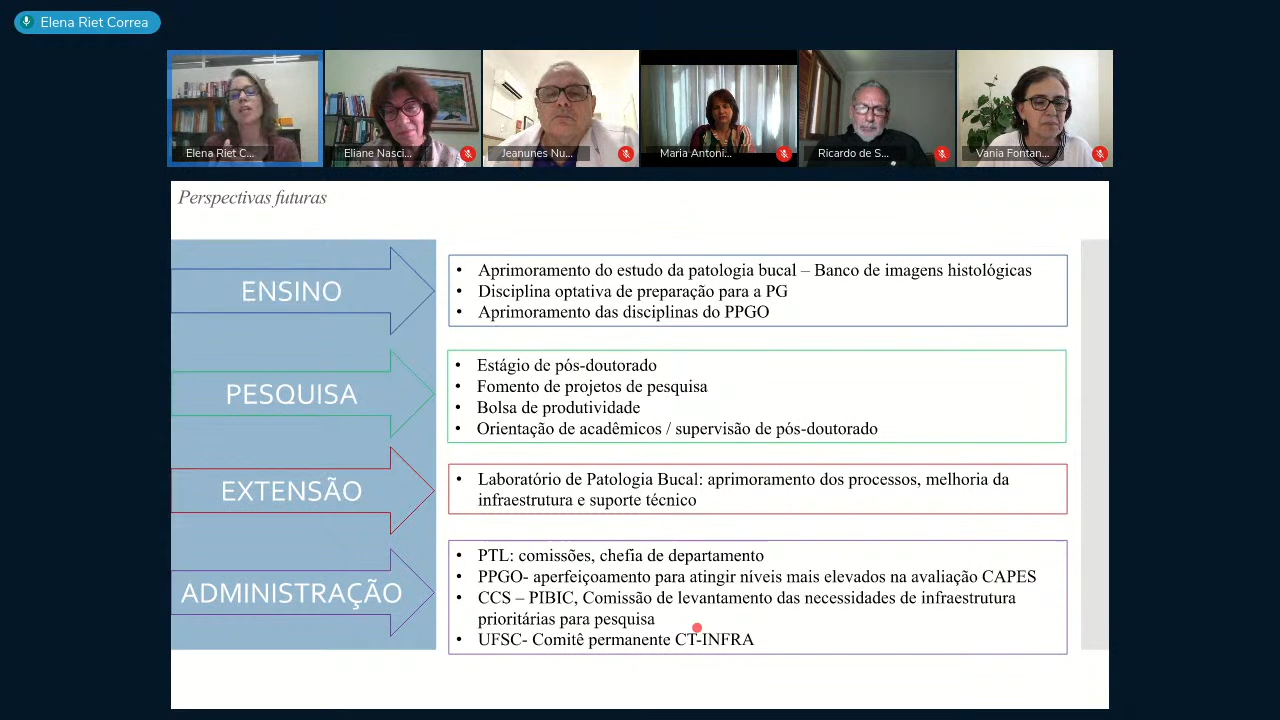 Elena Riet Correa
Elena Riet C...
Eliane Nasci...
Jeanunes Nu...
Maria Antoni...
Ricardo de S...
Vania Fontan...
Perspectivas futuras
ENSINO
• Aprimoramento do estudo da patologia bucal – Banco de imagens histológicas
• Disciplina optativa de preparação para a PG
• Aprimoramento das disciplinas do PPGO
PESQUISA
• Estágio de pós-doutorado
• Fomento de projetos de pesquisa
• Bolsa de produtividade
• Orientação de acadêmicos / supervisão de pós-doutorado
EXTENSÃO
• Laboratório de Patologia Bucal: aprimoramento dos processos, melhoria da
infraestrutura e suporte técnico
ADMINISTRAÇÃO
• PTL: comissões, chefia de departamento
• PPGO- aperfeiçoamento para atingir níveis mais elevados na avaliação CAPES
• CCS – PIBIC, Comissão de levantamento das necessidades de infraestrutura
prioritárias para pesquisa
• UFSC- Comitê permanente CT-INFRA